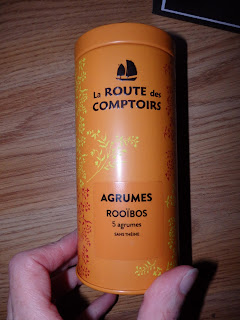 La ROUTE des
COMPTOIRS
AGRUMES
ROOÏBOS
5 agrumes
SANS THÉINE